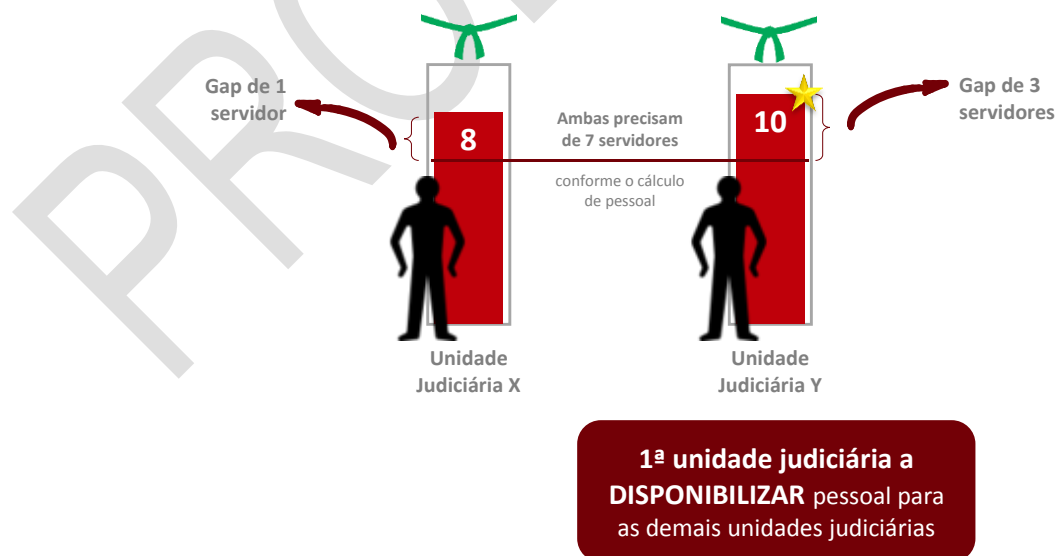 Gap de 1
servidor
8
Ambas precisam
de 7 servidores
conforme o cálculo
de pessoal
10
Gap de 3
servidores
Unidade
Judiciária X
Unidade
Judiciária Y
1ª unidade judiciária a
DISPONIBILIZAR pessoal para
as demais unidades judiciárias